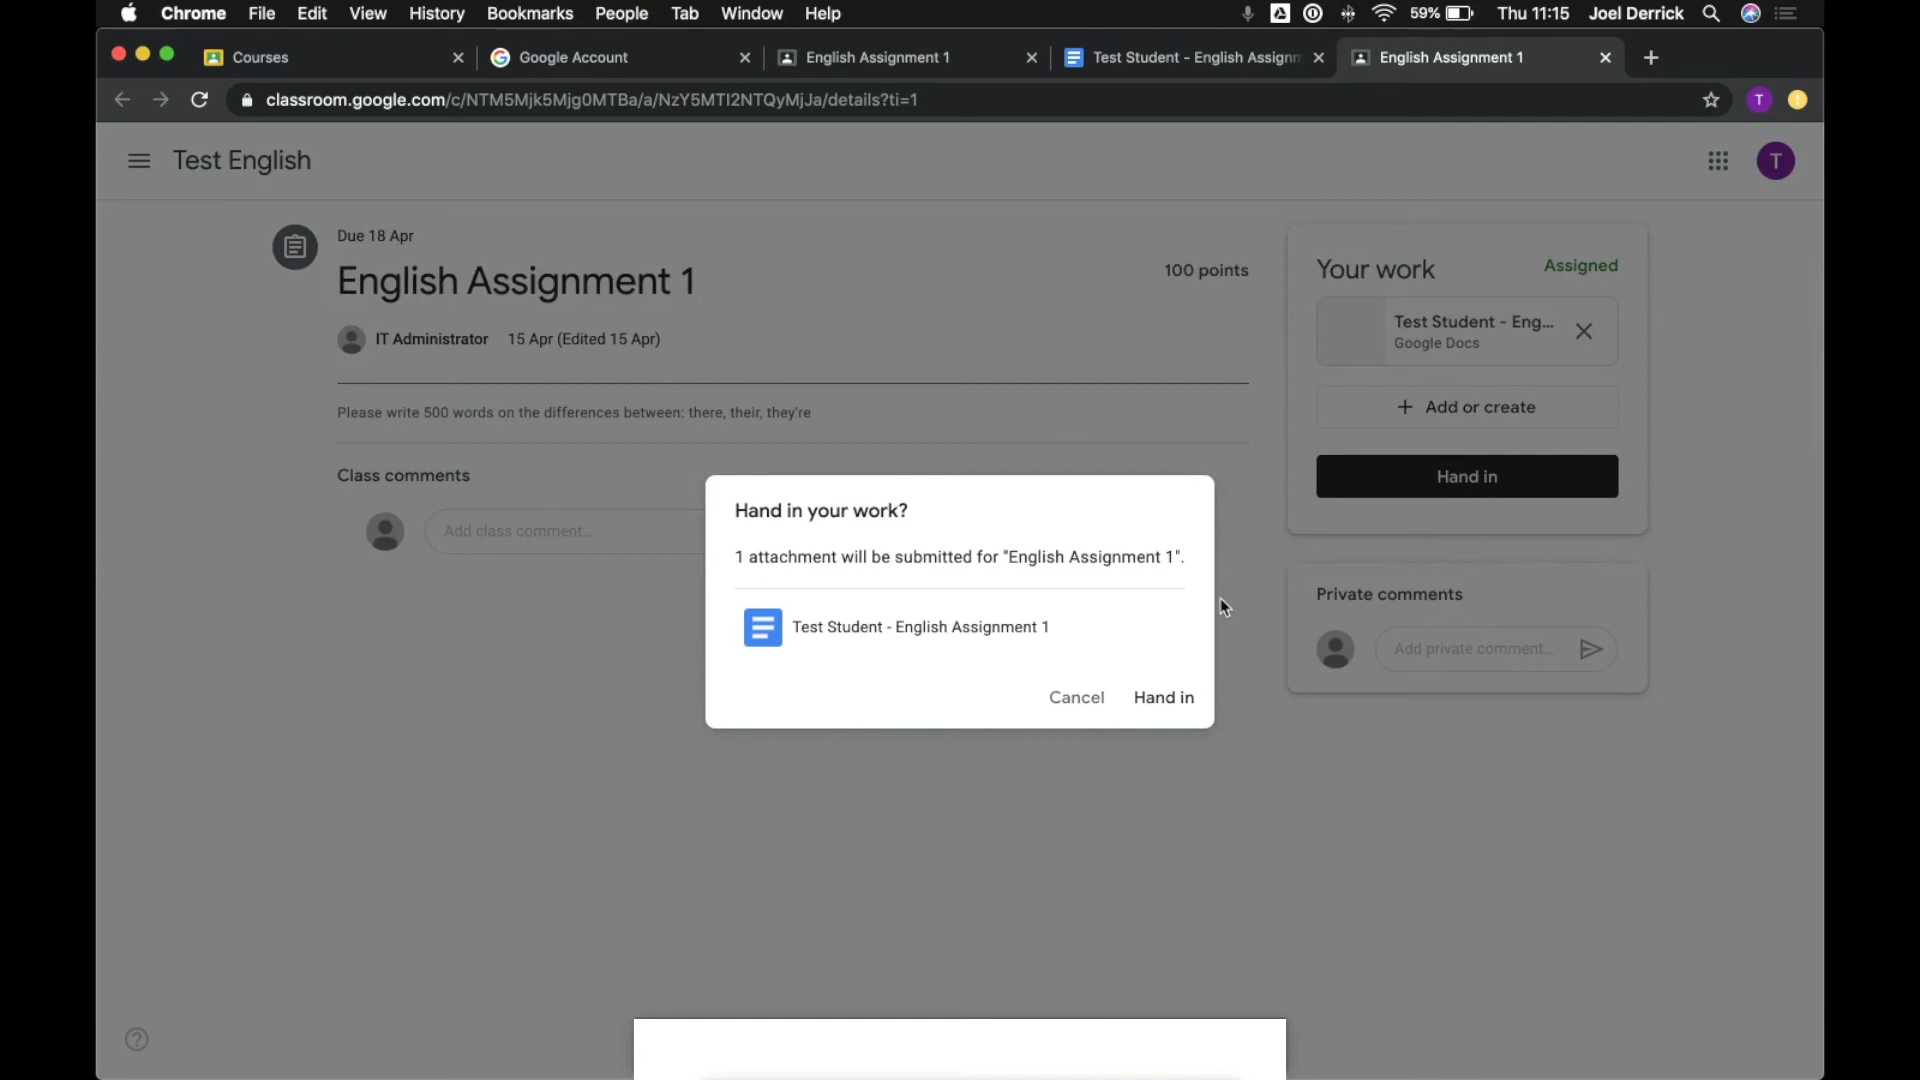 Chrome File Edit View History Bookmarks People Tab Window Help 59% Thu 11:15 Joel Derrick
Courses Google Account English Assignment 1 Test Student - English Assignm English Assignment 1
classroom.google.com/c/NTM5Mjk5Mjg0MTBa/a/NzY5MTI2NTQyMjJa/details?ti=1 T
Test English T
Due 18 Apr
English Assignment 1
100 points
IT Administrator 15 Apr (Edited 15 Apr)
Please write 500 words on the differences between: there, their, they're
Class comments
Add class comment...
Your work Assigned
Test Student - Eng...
Google Docs
+ Add or create
Hand in
Private comments
Add private comment...
Hand in your work?
1 attachment will be submitted for "English Assignment 1".
Test Student - English Assignment 1
Cancel Hand in